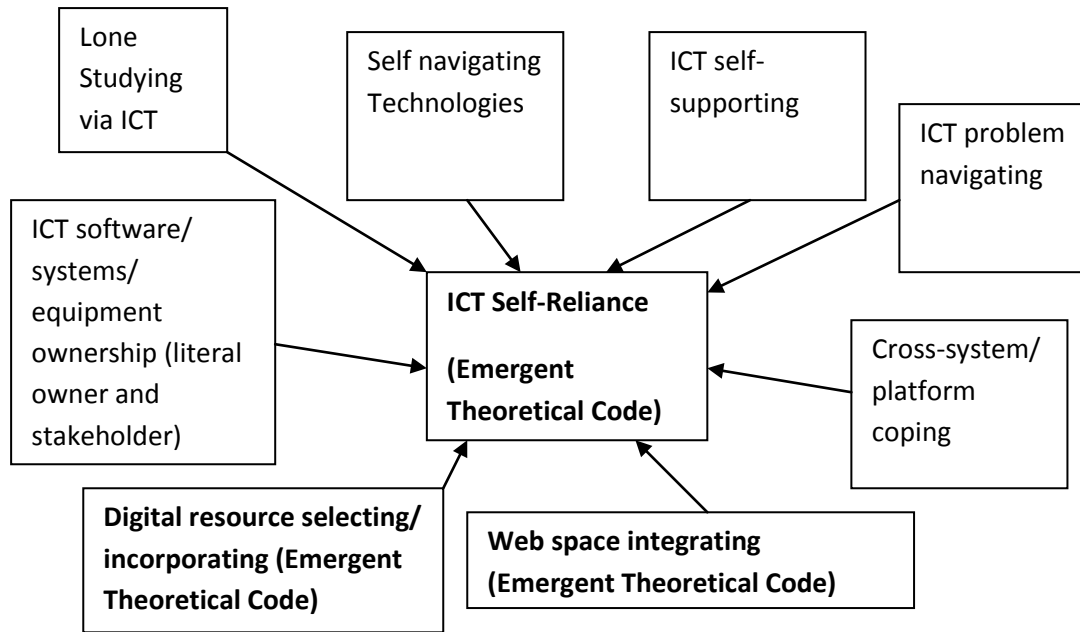 Lone
Studying
via ICT
Self navigating
Technologies
ICT self-
supporting
ICT problem
navigating
ICT software/
systems/
equipment
ownership (literal
owner and
stakeholder)
ICT Self-Reliance
(Emergent
Theoretical Code)
Cross-system/
platform
coping
Digital resource selecting/
incorporating (Emergent
Theoretical Code)
Web space integrating
(Emergent Theoretical Code)